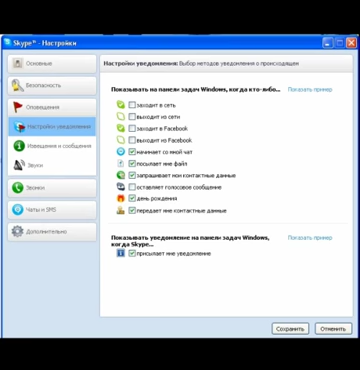 Skype™ - Настройки
Основные
Безопасность
Оповещения
Настройки уведомления
Извещения и сообщения
Звуки
Звонки
Чаты и SMS
Дополнительно
Настройки уведомления: Выбор методов уведомления о происходящем
Показывать на панели задач Windows, когда кто-либо... Показать пример
заходит в сеть
выходит из сети
заходит в Facebook
выходит из Facebook
начинает со мной чат
посылает мне файл
запрашивает мои контактные данные
оставляет голосовое сообщение
день рождения
передает мне контактные данные
Показывать уведомление на панели задач Windows, Показать пример
когда Skype...
присылает мне уведомление
Сохранить Отменить